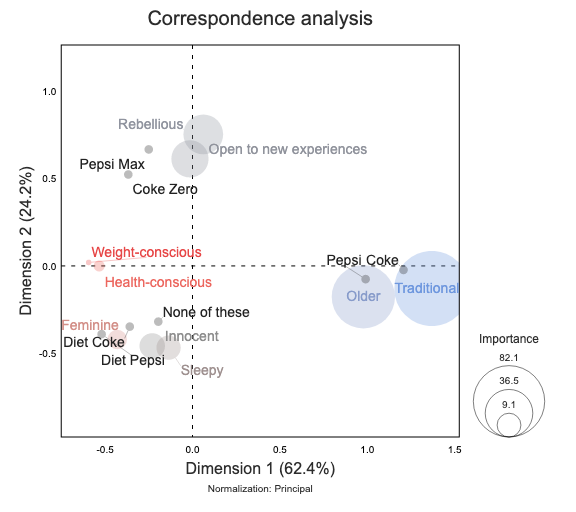 Correspondence analysis
Dimension 2 (24.2%)
1.0
0.5
0.0
-0.5
Rebellious
Open to new experiences
Pepsi Max
Coke Zero
Weight-conscious
Health-conscious
Pepsi Coke
Older
Traditional
None of these
Feminine
Innocent
Diet Coke
Diet Pepsi
Sleepy
Importance
82.1
36.5
9.1
-0.5 0.0 0.5 1.0 1.5
Dimension 1 (62.4%)
Normalization: Principal